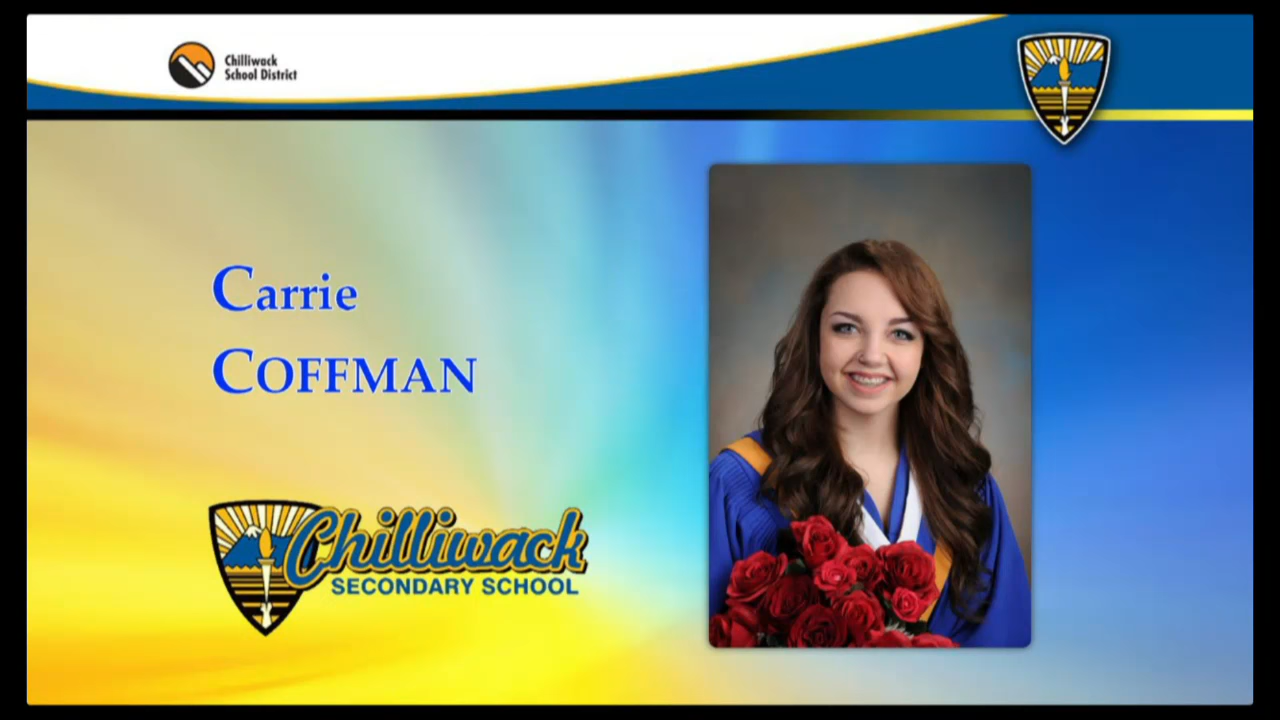 Chilliwack
School District
Carrie
COFFMAN
Chilliwack
SECONDARY SCHOOL